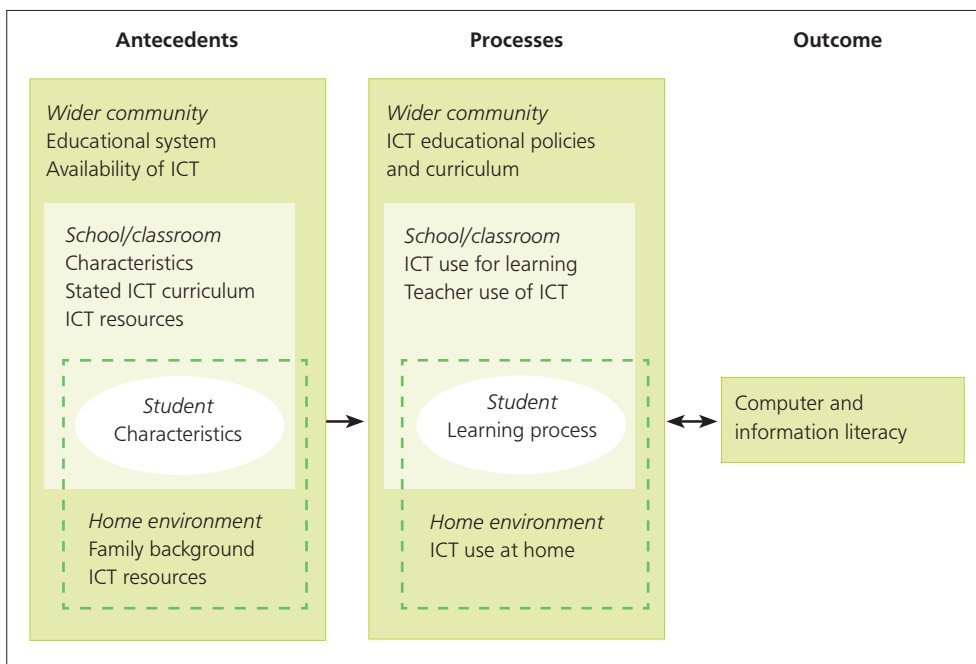 Antecedents
Processes
Outcome
Wider community
Educational system
Availability of ICT
School/classroom
Characteristics
Stated ICT curriculum
ICT resources
Student
Characteristics
Home environment
Family background
ICT resources
Wider community
ICT educational policies
and curriculum
School/classroom
ICT use for learning
Teacher use of ICT
Student
Learning process
Home environment
ICT use at home
Computer and
information literacy